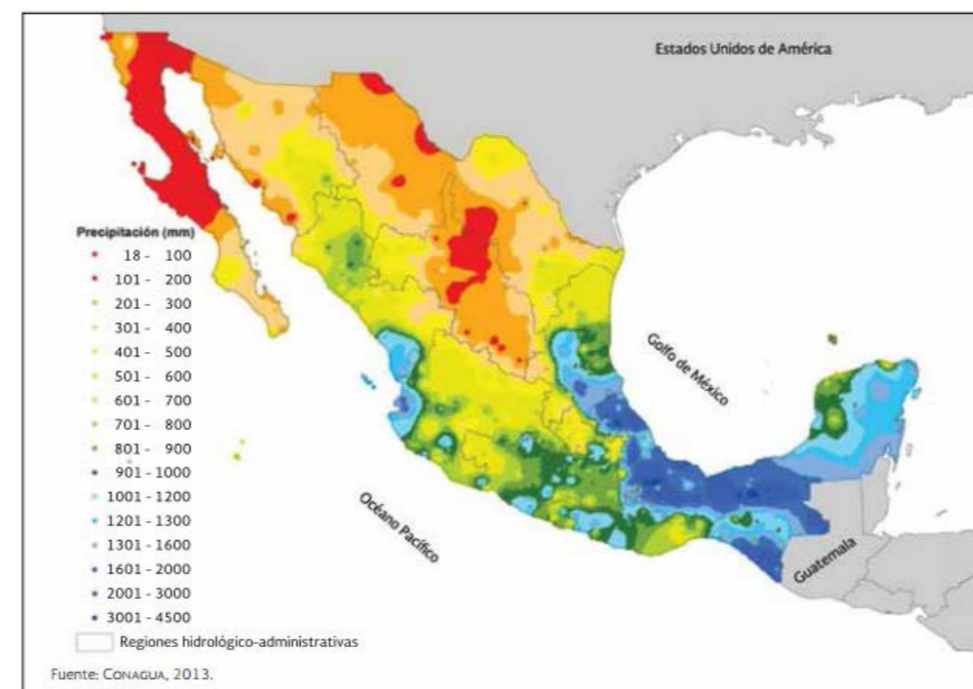 Estados Unidos de América
Golfo de México
Océano Pacífico
Guatemala
Precipitación (mm)
18 - 100
101 - 200
201 - 300
301 - 400
401 - 500
501 - 600
601 - 700
701 - 800
801 - 900
901 - 1000
1001 - 1200
1201 - 1300
1301 - 1600
1601 - 2000
2001 - 3000
3001 - 4500
Regiones hidrológico-administrativas
Fuente: CONAGUA, 2013.